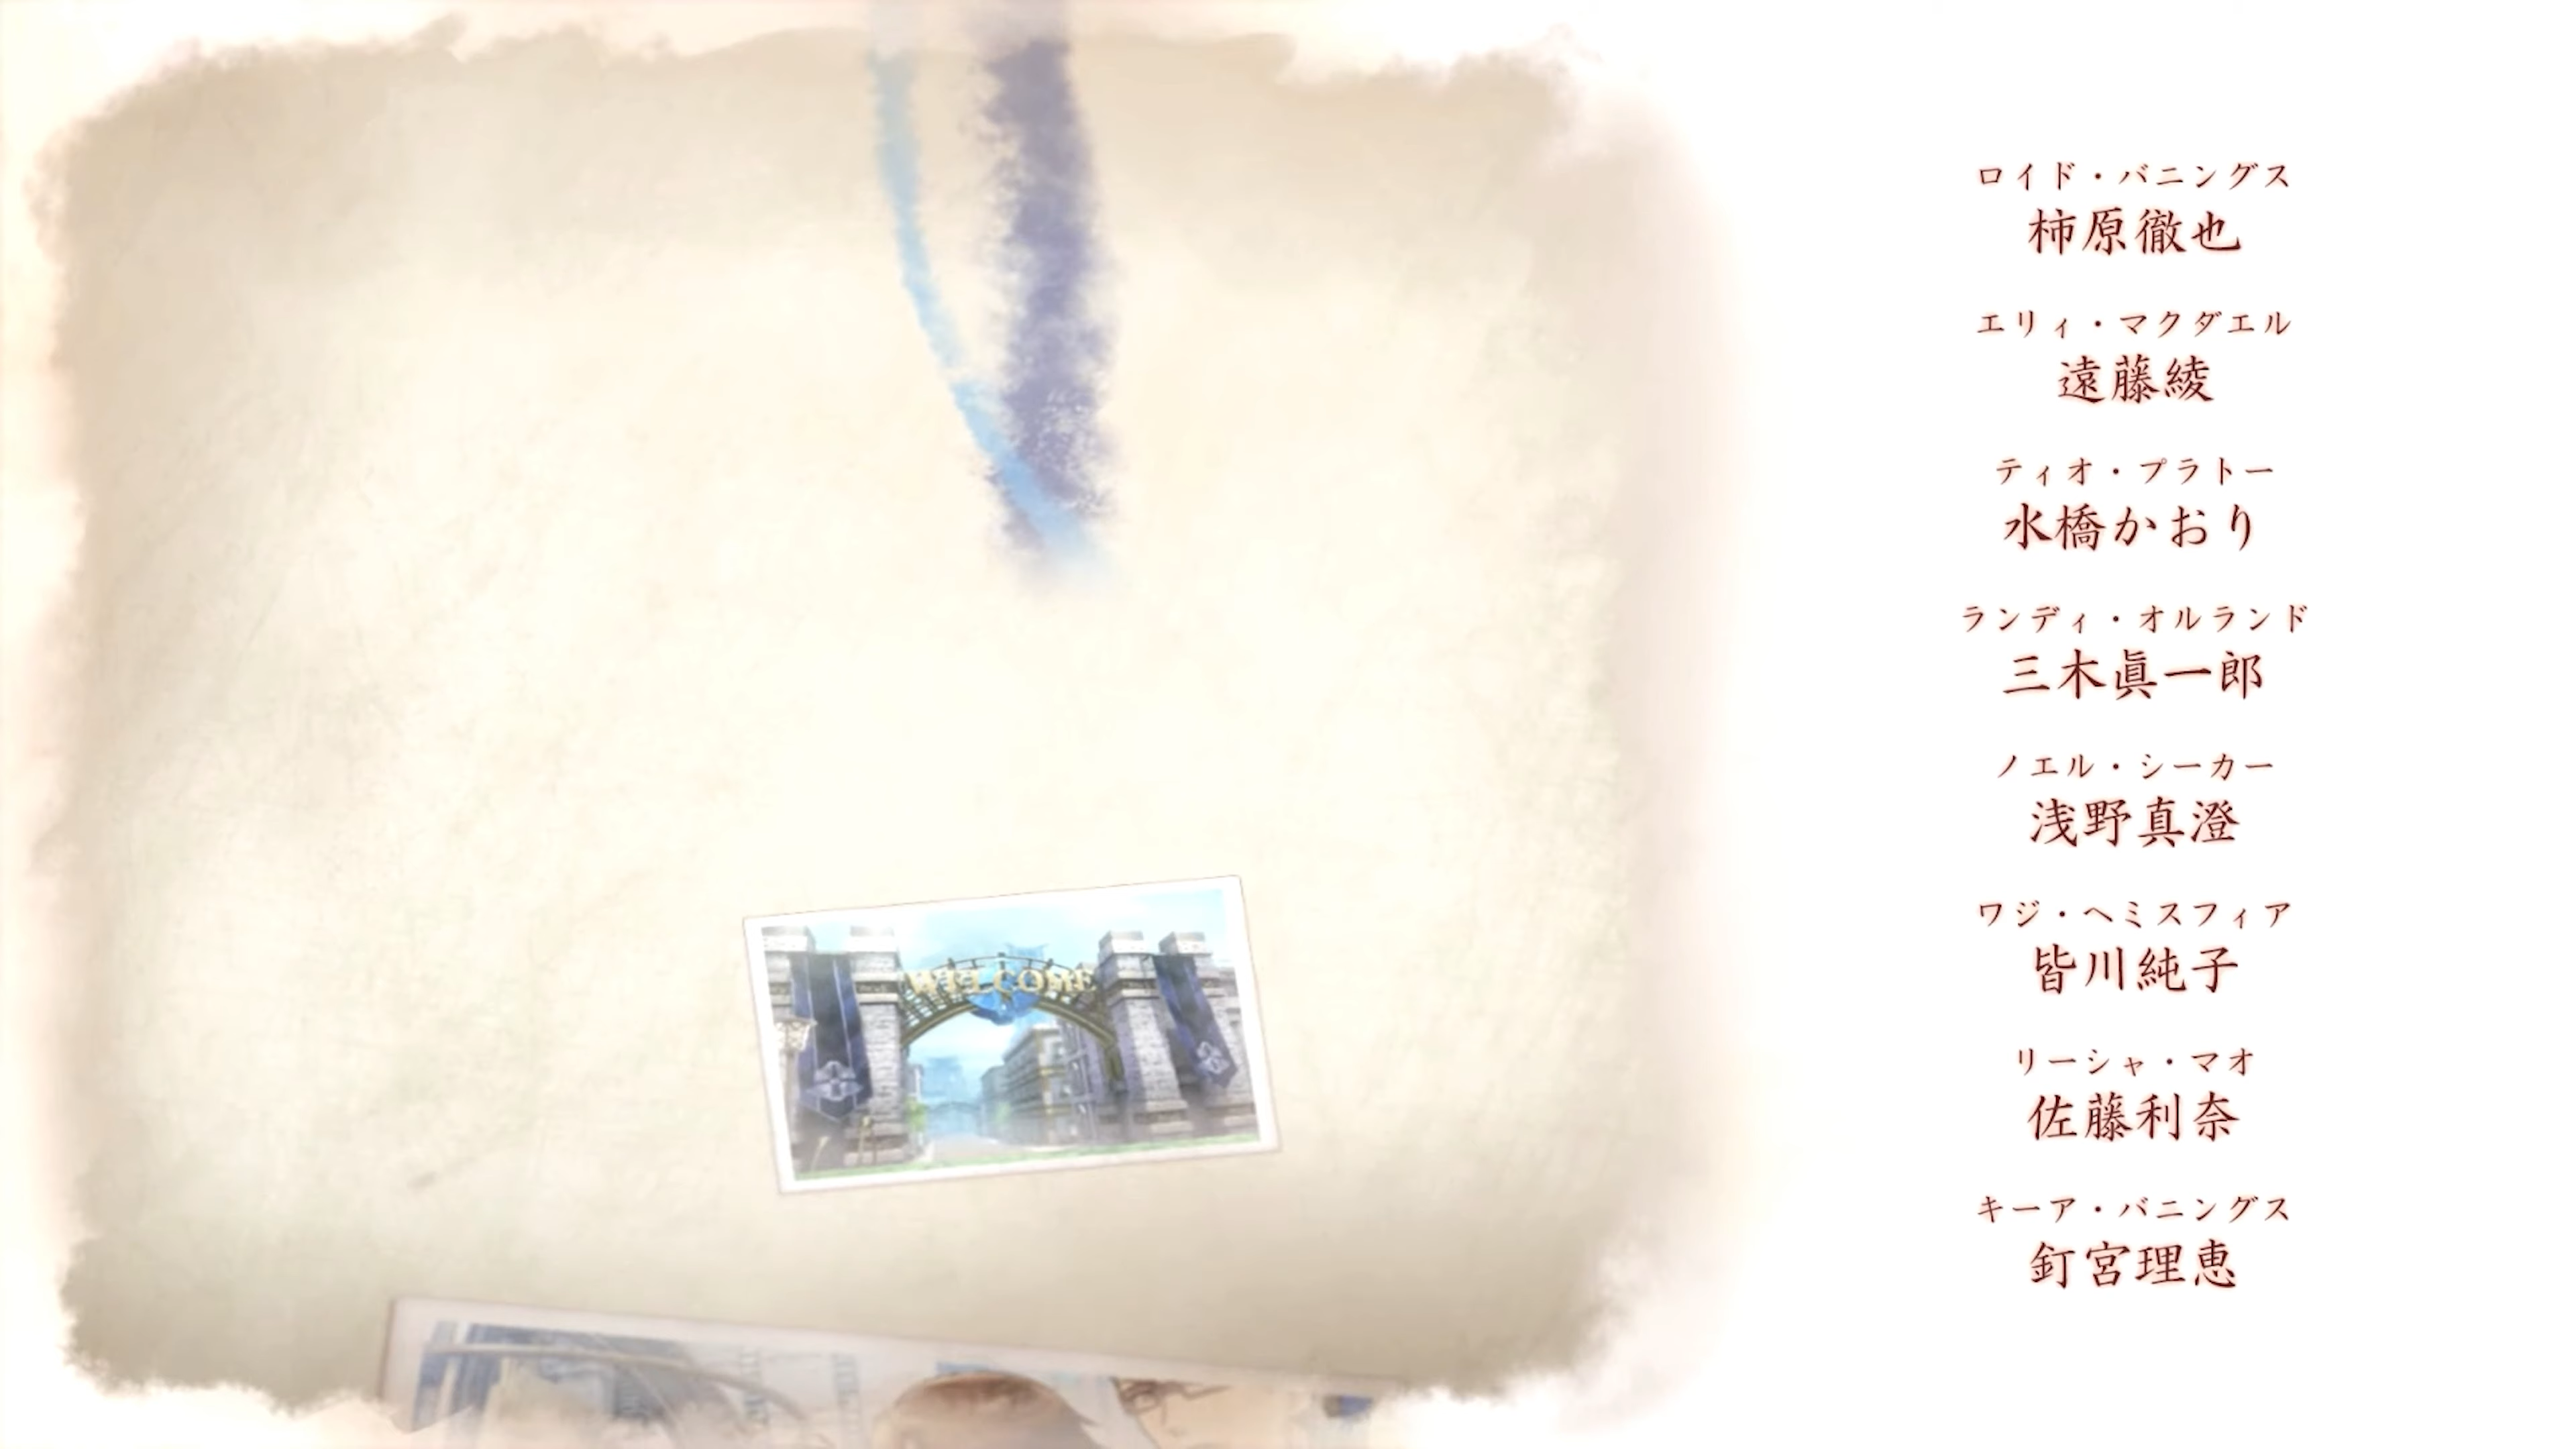 ロイド・バニングス
柿原徹也
エリィ・マクダエル
遠藤綾
ティオ・プラトー
水橋かおり
ランディ・オルランド
三木眞一郎
ノエル・シーカー
浅野真澄
ワジ・ヘミスフィア
皆川純子
リーシャ・マオ
佐藤利奈
キーア・バニングス
釘宮理恵
WELCOME